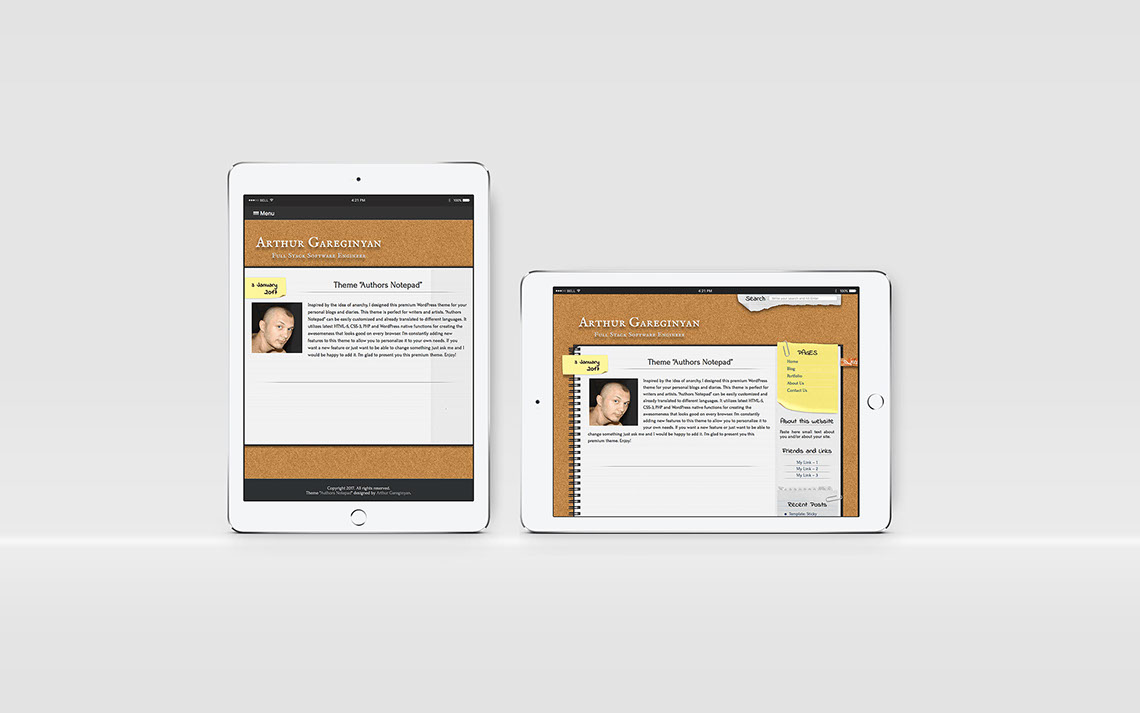 BELL 4:21 PM 100%
Menu
Arthur Gareginyan
Full Stack Software Engineer
3 January
2017
Theme "Authors Notepad"
Inspired by the idea of anarchy, I designed this premium WordPress theme for your
personal blogs and diaries. This theme is perfect for writers and artists. "Authors
Notepad" can be easily customized and already translated to different languages. It
utilizes latest HTML-5, CSS-3, PHP and WordPress native functions for creating the
awesomeness that looks good on every browser. I'm constantly adding new
features to this theme to allow you to personalize it to your own needs. If you
want a new feature or just want to be able to change something just ask me and I
would be happy to add it. I'm glad to present you this premium theme. Enjoy!
Copyright 2017. All rights reserved.
Theme "Authors Notepad" designed by Arthur Gareginyan.
BELL 4:21 PM 100%
Search
Arthur Gareginyan
Full Stack Software Engineer
3 January
2017
Theme "Authors Notepad"
Inspired by the idea of anarchy, I designed this premium WordPress
theme for your personal blogs and diaries. This theme is perfect for
writers and artists. "Authors Notepad" can be easily customized and
already translated to different languages. It utilizes latest HTML-5,
CSS-3, PHP and WordPress native functions for creating the
awesomeness that looks good on every browser. I'm constantly
adding new features to this theme to allow you to personalize it to
your own needs. If you want a new feature or just want to be able to
change something just ask me and I would be happy to add it. I'm glad to present you this
premium theme. Enjoy!
PAGES
Home
Blog
Portfolio
About Us
Contact Us
About this website
Paste here small text about
you and/or about your site.
Friends and Links
My Link - 1
My Link - 2
My Link - 3
Recent Posts
Template: Sticky